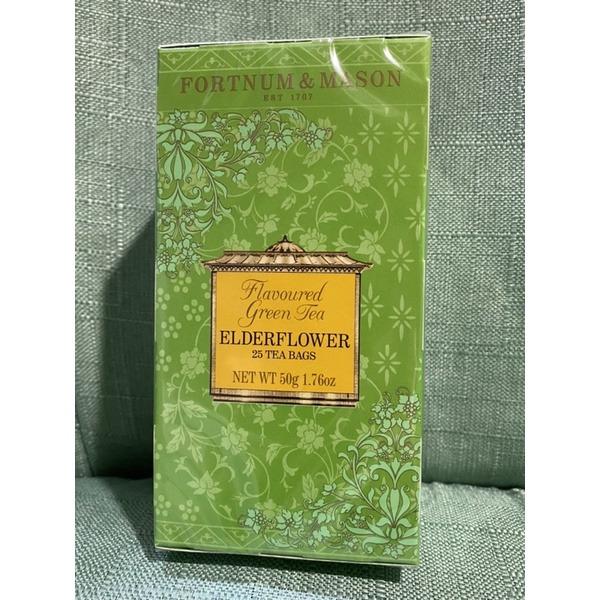 FORTNUM & MASON
EST 1707
Flavoured
Green Tea
ELDERFLOWER
25 TEA BAGS
NET WT 50g 1.76oz